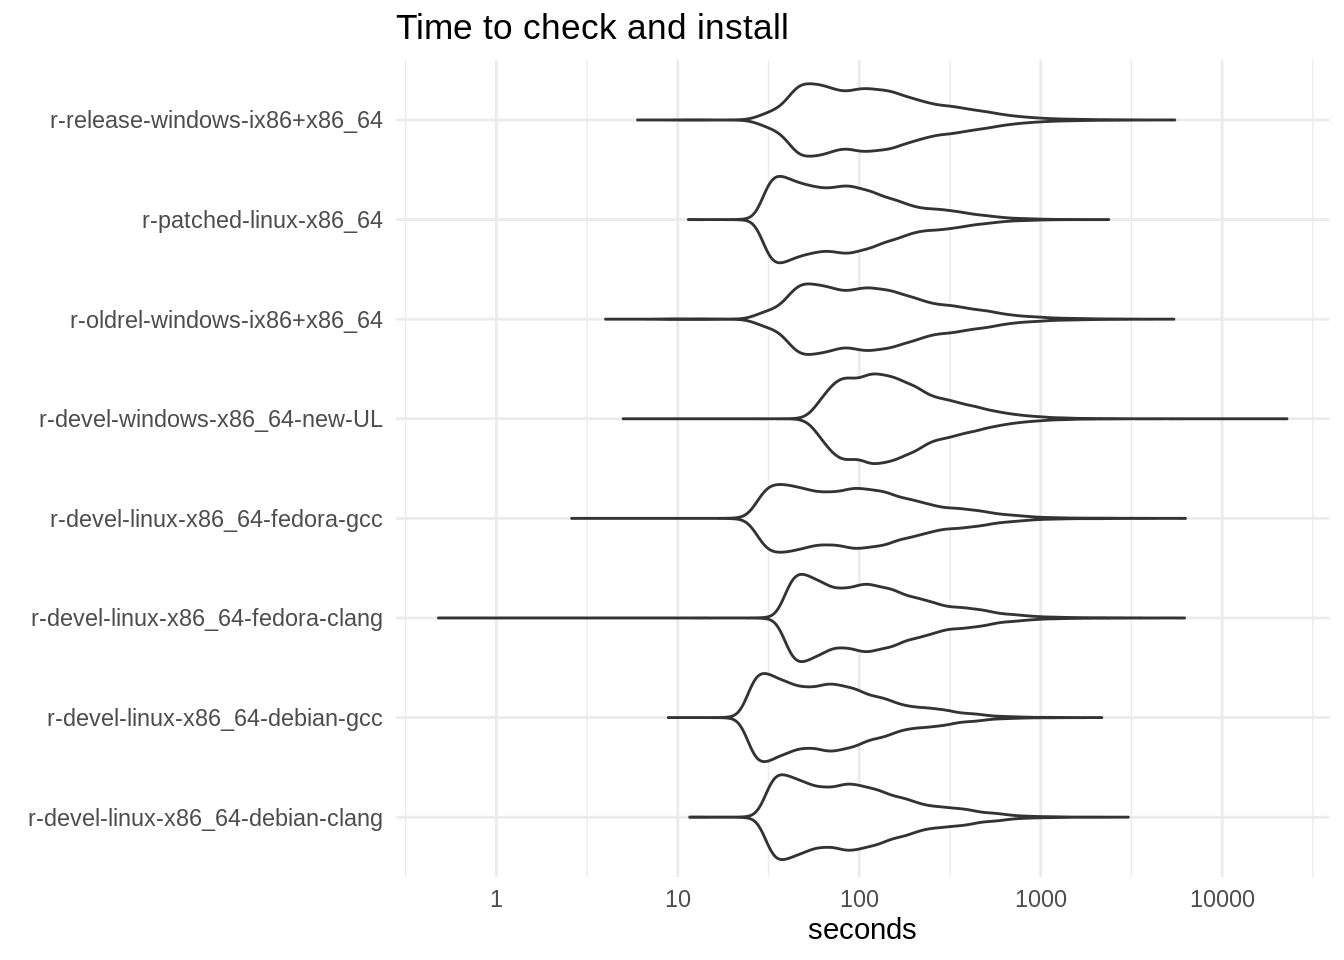 Time to check and install
r-release-windows-ix86+x86_64
r-patched-linux-x86_64
r-oldrel-windows-ix86+x86_64
r-devel-windows-x86_64-new-UL
r-devel-linux-x86_64-fedora-gcc
r-devel-linux-x86_64-fedora-clang
r-devel-linux-x86_64-debian-gcc
r-devel-linux-x86_64-debian-clang
1 10 100 1000 10000
seconds